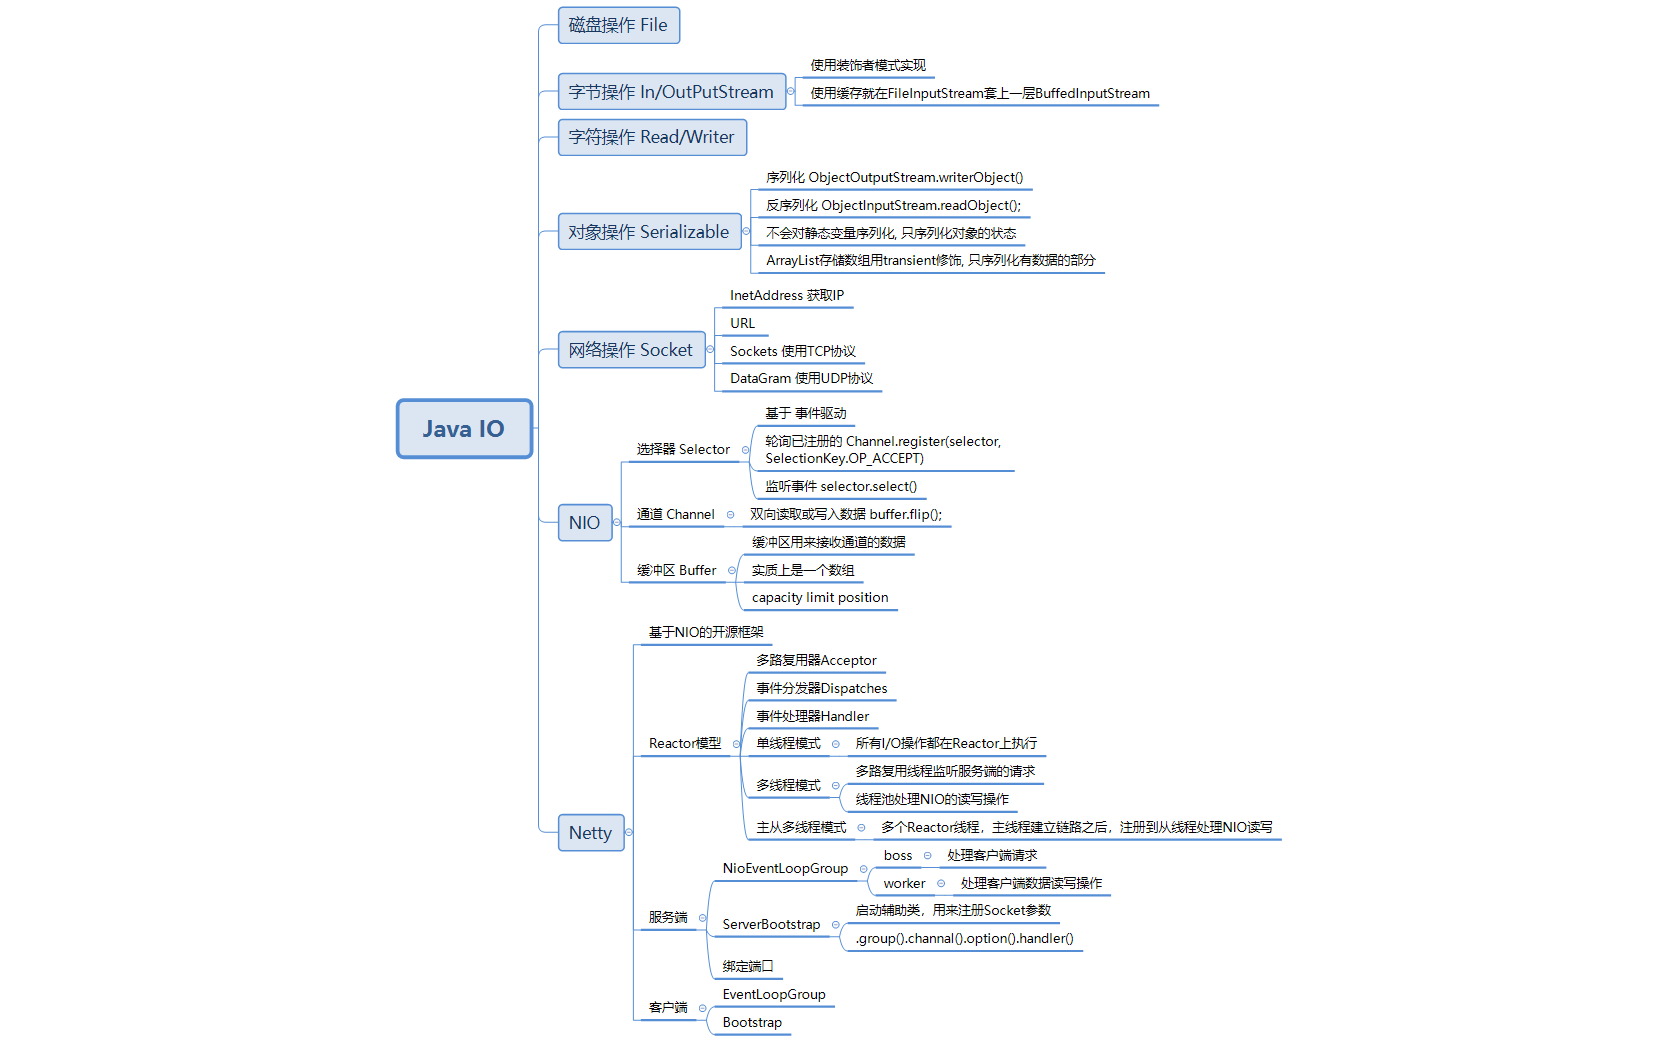 磁盘操作 File
使用装饰者模式实现
字节操作 In/OutPutStream
使用缓存就在FileInputStream套上一层BuffedInputStream
字符操作 Read/Writer
序列化 ObjectOutputStream.writerObject()
反序列化 ObjectInputStream.readObject();
对象操作 Serializable
不会对静态变量序列化, 只序列化对象的状态
ArrayList存储数组用transient修饰, 只序列化有数据的部分
InetAddress 获取IP
URL
网络操作 Socket
Sockets 使用TCP协议
DataGram 使用UDP协议
Java IO
基于 事件驱动
选择器 Selector
轮询已注册的 Channel.register(selector,
SelectionKey.OP_ACCEPT)
监听事件 selector.select()
NIO
通道 Channel
双向读取或写入数据 buffer.flip();
缓冲区用来接收通道的数据
缓冲区 Buffer
实质上是一个数组
capacity limit position
基于NIO的开源框架
多路复用器Acceptor
事件分发器Dispatches
事件处理器Handler
Reactor模型
单线程模式
所有I/O操作都在Reactor上执行
多线程模式
多路复用线程监听服务端的请求
线程池处理NIO的读写操作
主从多线程模式
多个Reactor线程，主线程建立链路之后，注册到从线程处理NIO读写
Netty
NioEventLoopGroup
boss
处理客户端请求
worker
处理客户端数据读写操作
服务端
ServerBootstrap
启动辅助类，用来注册Socket参数
.group().channal().option().handler()
绑定端口
客户端
EventLoopGroup
Bootstrap